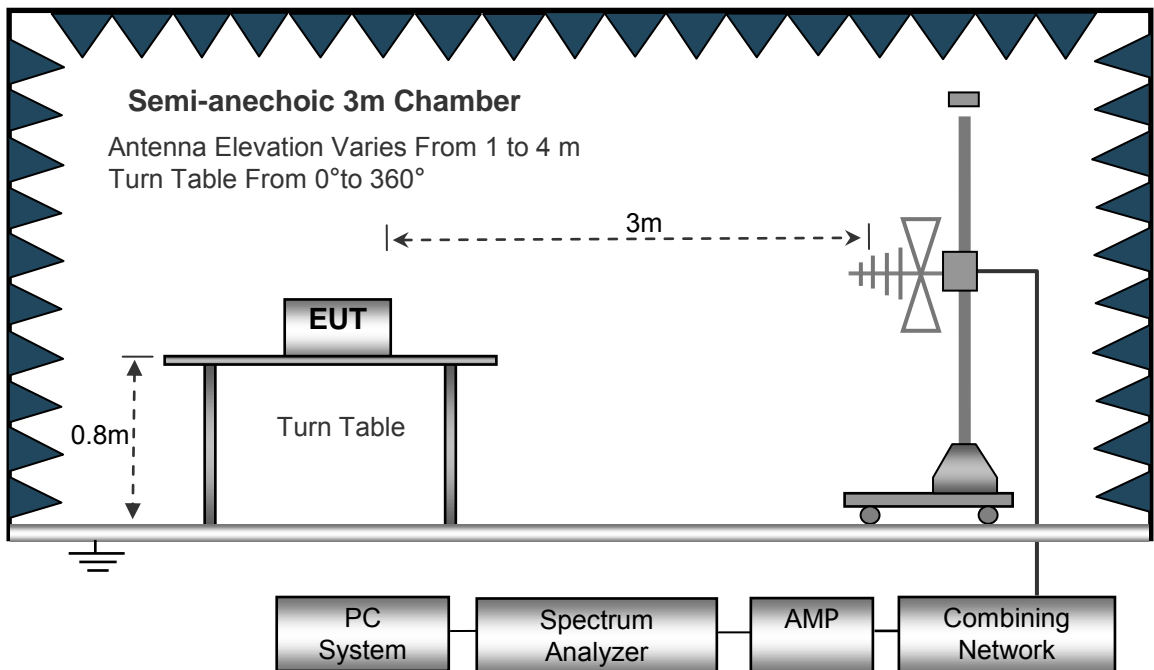 Semi-anechoic 3m Chamber
Antenna Elevation Varies From 1 to 4 m
Turn Table From 0°to 360°
3m
EUT
0.8m
Turn Table
PC
System
Spectrum
Analyzer
AMP
Combining
Network